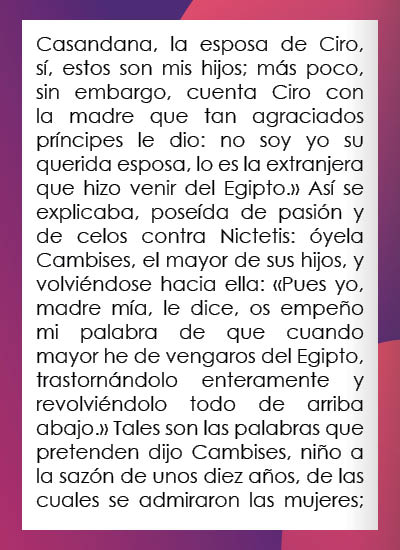 Casandana, la esposa de Ciro,
sí, estos son mis hijos; más poco,
sin embargo, cuenta Ciro con
la madre que tan agraciados
príncipes le dio: no soy yo su
querida esposa, lo es la extranjera
que hizo venir del Egipto.» Así se
explicaba, poseída de pasión y
de celos contra Nictetis: óyela
Cambises, el mayor de sus hijos, y
volviéndose hacia ella: «Pues yo,
madre mía, le dice, os empeño
mi palabra de que cuando
mayor he de vengaros del Egipto,
trastornándolo enteramente y
revolviéndolo todo de arriba
abajo.» Tales son las palabras que
pretenden dijo Cambises, niño a
la sazón de unos diez años, de las
cuales se admiraron las mujeres;